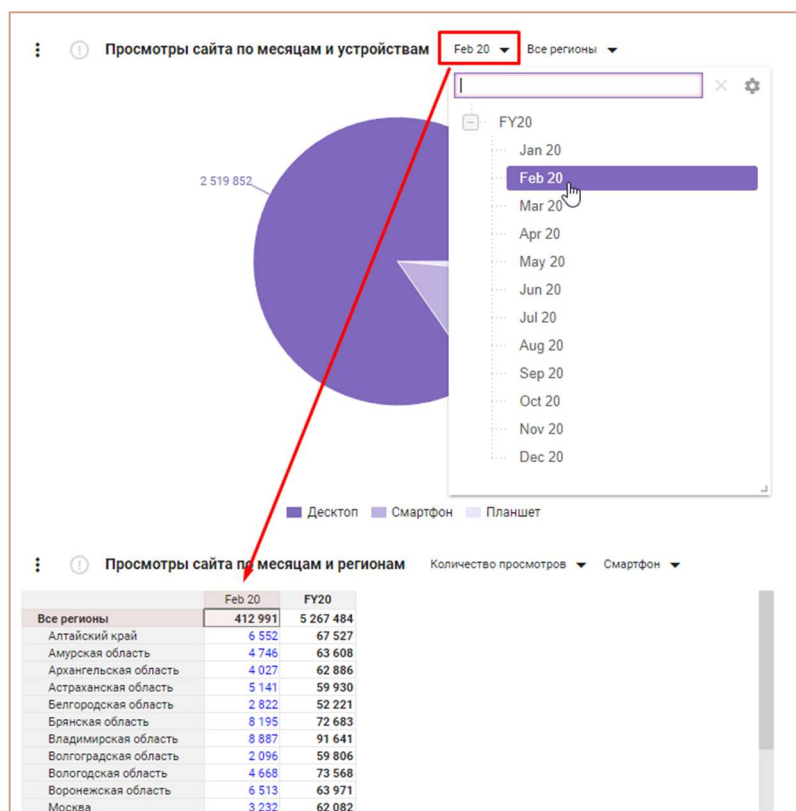 Просмотры сайта по месяцам и устройствам Feb 20 Все регионы
FY20
Jan 20
2 519 852
Feb 20
Mar 20
Apr 20
May 20
Jun 20
Jul 20
Aug 20
Sep 20
Oct 20
Nov 20
Dec 20
Десктоп Смартфон Планшет
Просмотры сайта по месяцам и регионам Количество просмотров Смартфон
Feb 20 FY20
Все регионы 412 991 5 267 484
Алтайский край 6 552 67 527
Амурская область 4 746 63 608
Архангельская область 4 027 62 886
Астраханская область 5 141 59 930
Белгородская область 2 822 52 221
Брянская область 8 195 72 683
Владимирская область 8 887 91 641
Волгоградская область 2 096 59 806
Вологодская область 4 668 73 568
Воронежская область 6 513 63 971
Москва 3 232 62 082